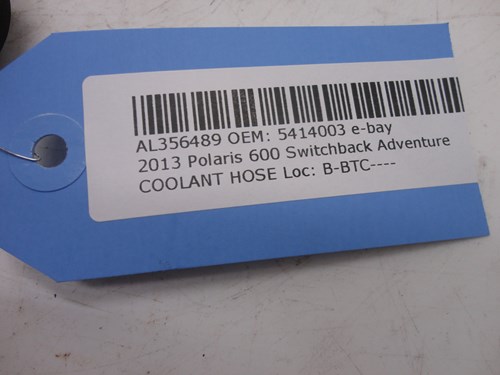 AL356489 OEM: 5414003 e-bay
2013 Polaris 600 Switchback Adventure
COOLANT HOSE Loc: B-BTC----